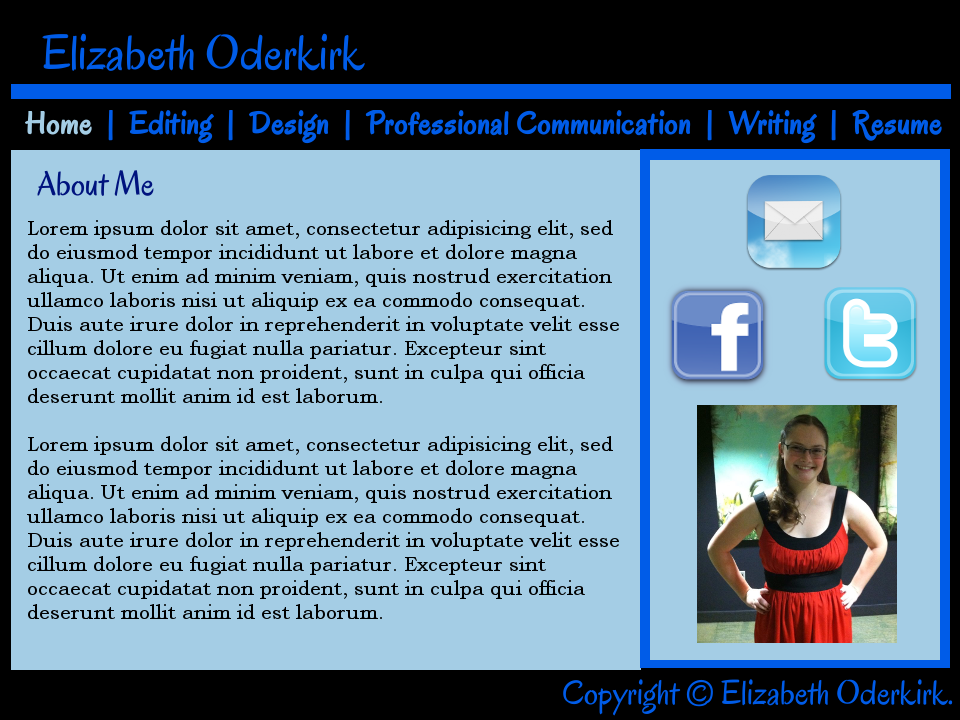 Elizabeth Oderkirk
Home | Editing | Design | Professional Communication | Writing | Resume
About Me
Lorem ipsum dolor sit amet, consectetur adipisicing elit, sed
do eiusmod tempor incididunt ut labore et dolore magna
aliqua. Ut enim ad minim veniam, quis nostrud exercitation
ullamco laboris nisi ut aliquip ex ea commodo consequat.
Duis aute irure dolor in reprehenderit in voluptate velit esse
cillum dolore eu fugiat nulla pariatur. Excepteur sint
occaecat cupidatat non proident, sunt in culpa qui officia
deserunt mollit anim id est laborum.
Lorem ipsum dolor sit amet, consectetur adipisicing elit, sed
do eiusmod tempor incididunt ut labore et dolore magna
aliqua. Ut enim ad minim veniam, quis nostrud exercitation
ullamco laboris nisi ut aliquip ex ea commodo consequat.
Duis aute irure dolor in reprehenderit in voluptate velit esse
cillum dolore eu fugiat nulla pariatur. Excepteur sint
occaecat cupidatat non proident, sunt in culpa qui officia
deserunt mollit anim id est laborum.
f
t
Copyright © Elizabeth Oderkirk.